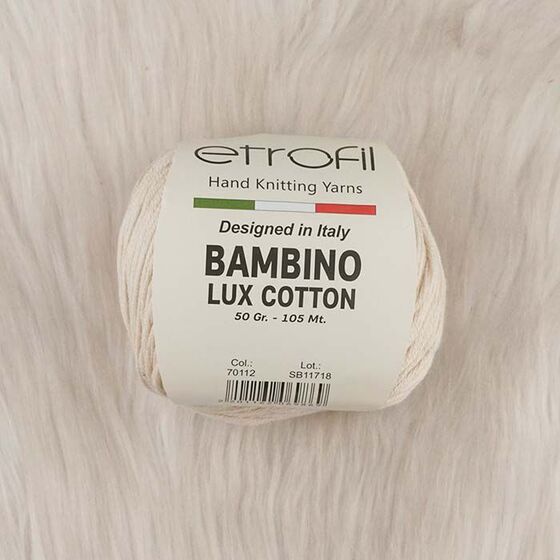 etrofil
Hand Knitting Yarns
Designed in Italy
BAMBINO
LUX COTTON
50 Gr. - 105 Mt.
Col.: Lot.:
70112 SB11718